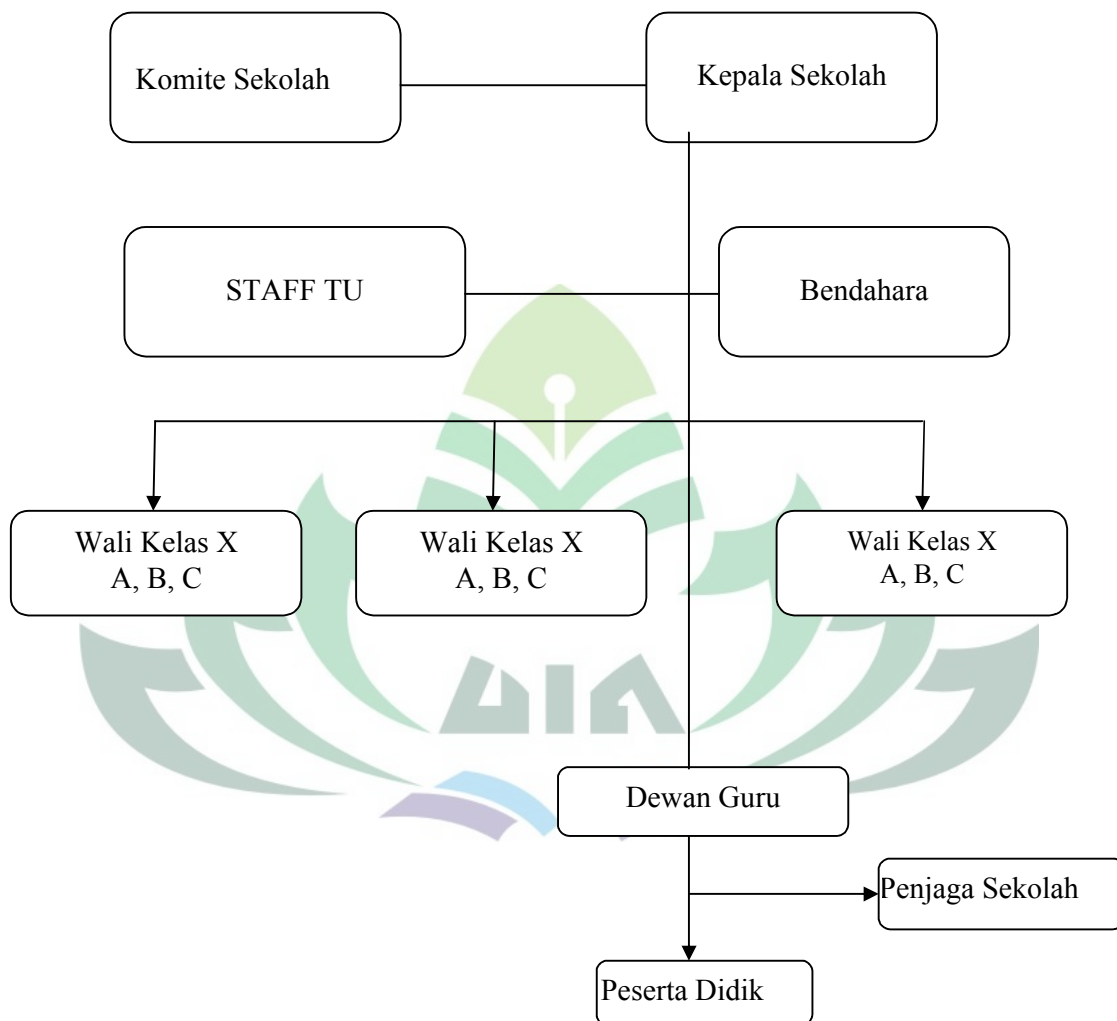 Komite Sekolah
Kepala Sekolah
STAFF TU
Bendahara
Wali Kelas X
A, B, C
Wali Kelas X
A, B, C
Wali Kelas X
A, B, C
UIN
Dewan Guru
Penjaga Sekolah
Peserta Didik